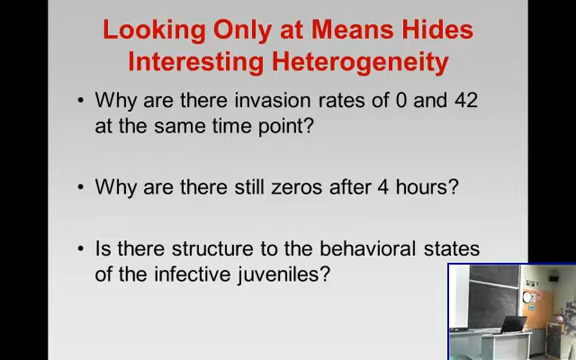 Looking Only at Means Hides
Interesting Heterogeneity
• Why are there invasion rates of 0 and 42
at the same time point?
• Why are there still zeros after 4 hours?
• Is there structure to the behavioral states
of the infective juveniles?